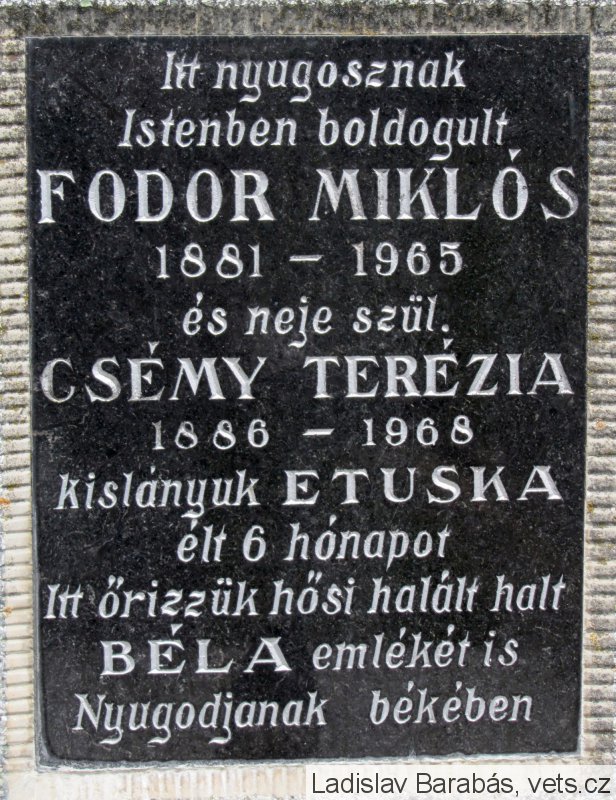 Itt nyugosznak
Istenben boldogult
FODOR MIKLÓS
1881 – 1965
és neje szül.
CSÉMY TERÉZIA
1886 – 1968
kislányuk ETUSKA
élt 6 hónapot
Itt őrizzük hősi halált halt
BÉLA emlékét is
Nyugodjanak békében
Ladislav Barabás, vets.cz